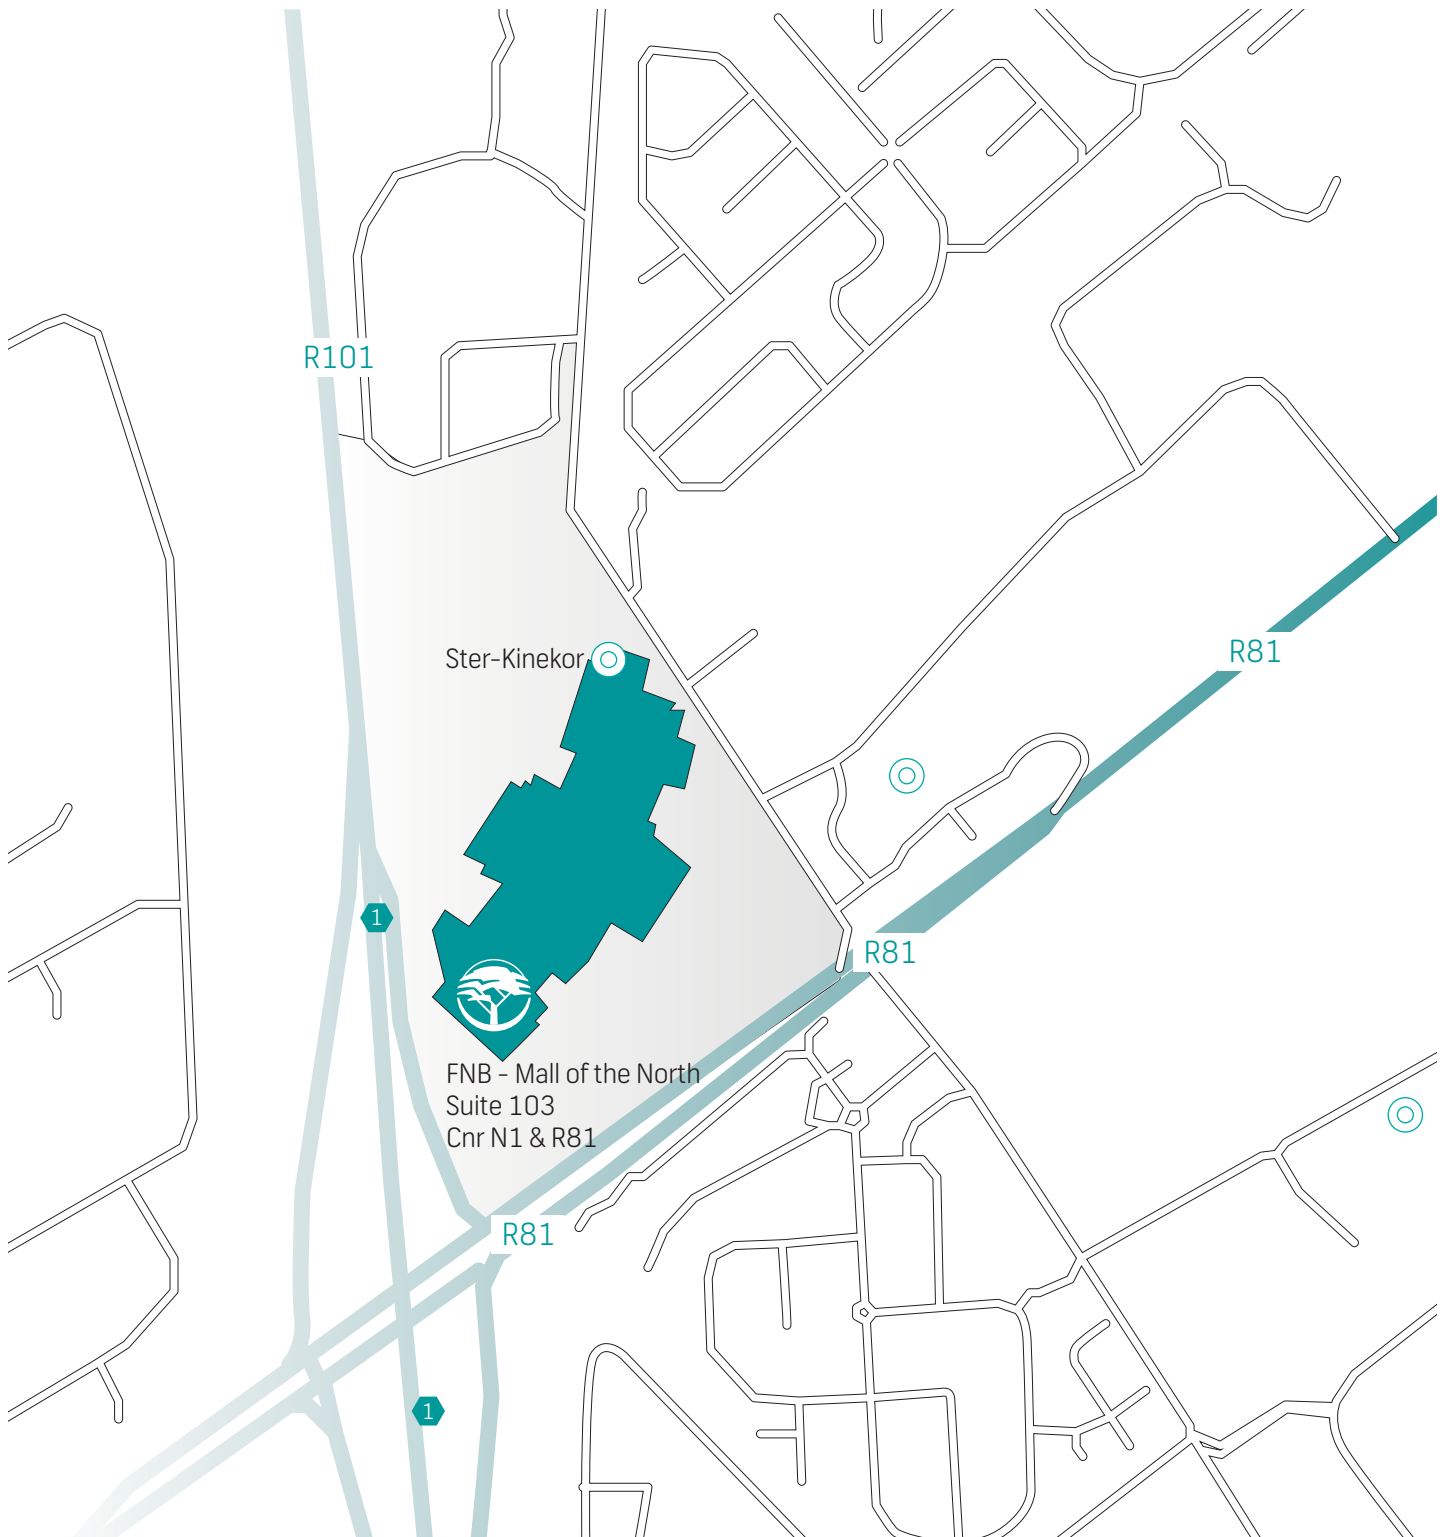 R101
Ster-Kinekor
R81
1
R81
FNB - Mall of the North
Suite 103
Cnr N1 & R81
R81
1